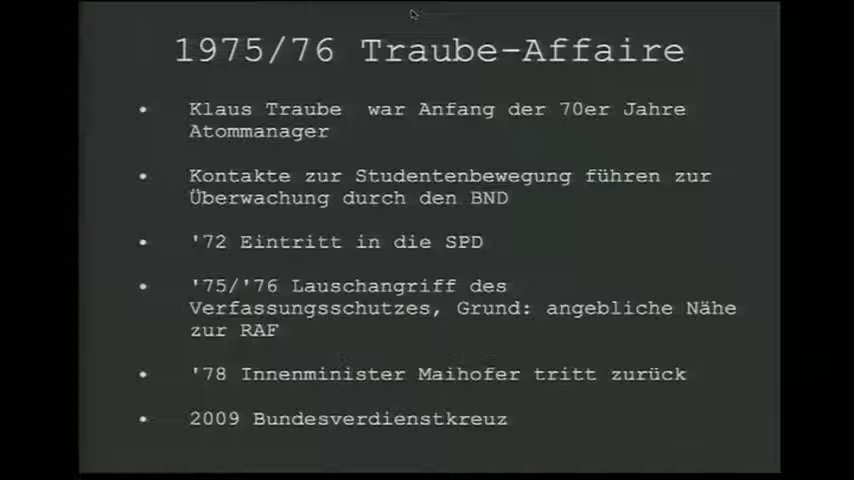 1975/76 Traube-Affaire
• Klaus Traube war Anfang der 70er Jahre
Atommanager
• Kontakte zur Studentenbewegung führen zur
Überwachung durch den BND
• '72 Eintritt in die SPD
• '75/'76 Lauschangriff des
Verfassungsschutzes, Grund: angebliche Nähe
zur RAF
• '78 Innenminister Maihofer tritt zurück
• 2009 Bundesverdienstkreuz